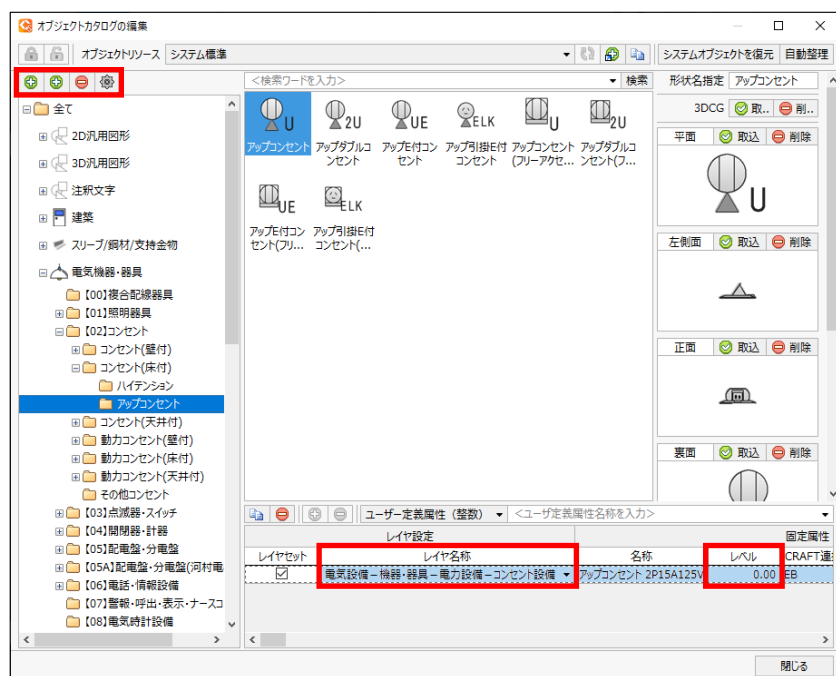 オブジェクトカタログの編集
オブジェクトリソース システム標準
システムオブジェクトを復元 自動整理
<検索ワードを入力> 検索
形状名指定 アップコンセント
3DCG 取.. 削..
全て
2D汎用図形
3D汎用図形
注釈文字
建築
スリーブ/鋼材/支持金物
電気機器・器具
【00】複合配線器具
【01】照明器具
【02】コンセント
コンセント(壁付)
コンセント(床付)
ハイテンション
アップコンセント
コンセント(天井付)
動力コンセント(壁付)
動力コンセント(床付)
動力コンセント(天井付)
その他コンセント
【03】点滅器・スイッチ
【04】開閉器・計器
【05】配電盤・分電盤
【05A】配電盤・分電盤(河村電
【06】電話・情報設備
【07】警報・呼出・表示・ナースコ
【08】電気時計設備
U 2U UE ELK U 2U
アップコンセント
アップダブルコンセント
アップE付コンセント
アップ引掛E付コンセント
アップコンセント(フリーアクセ...
アップダブルコンセント(フ...
UE ELK
アップE付コンセント(フリ...
アップ引掛E付コンセント(...
平面 取込 削除
U
左側面 取込 削除
正面 取込 削除
裏面 取込 削除
ユーザー定義属性（整数） <ユーザ定義属性名称を入力>
レイヤ設定 固定属性
レイヤセット レイヤ名称 名称 レベル CRAFT連
電気設備－機器・器具－電力設備－コンセント設備 アップコンセント 2P15A125V 0.00 EB
閉じる